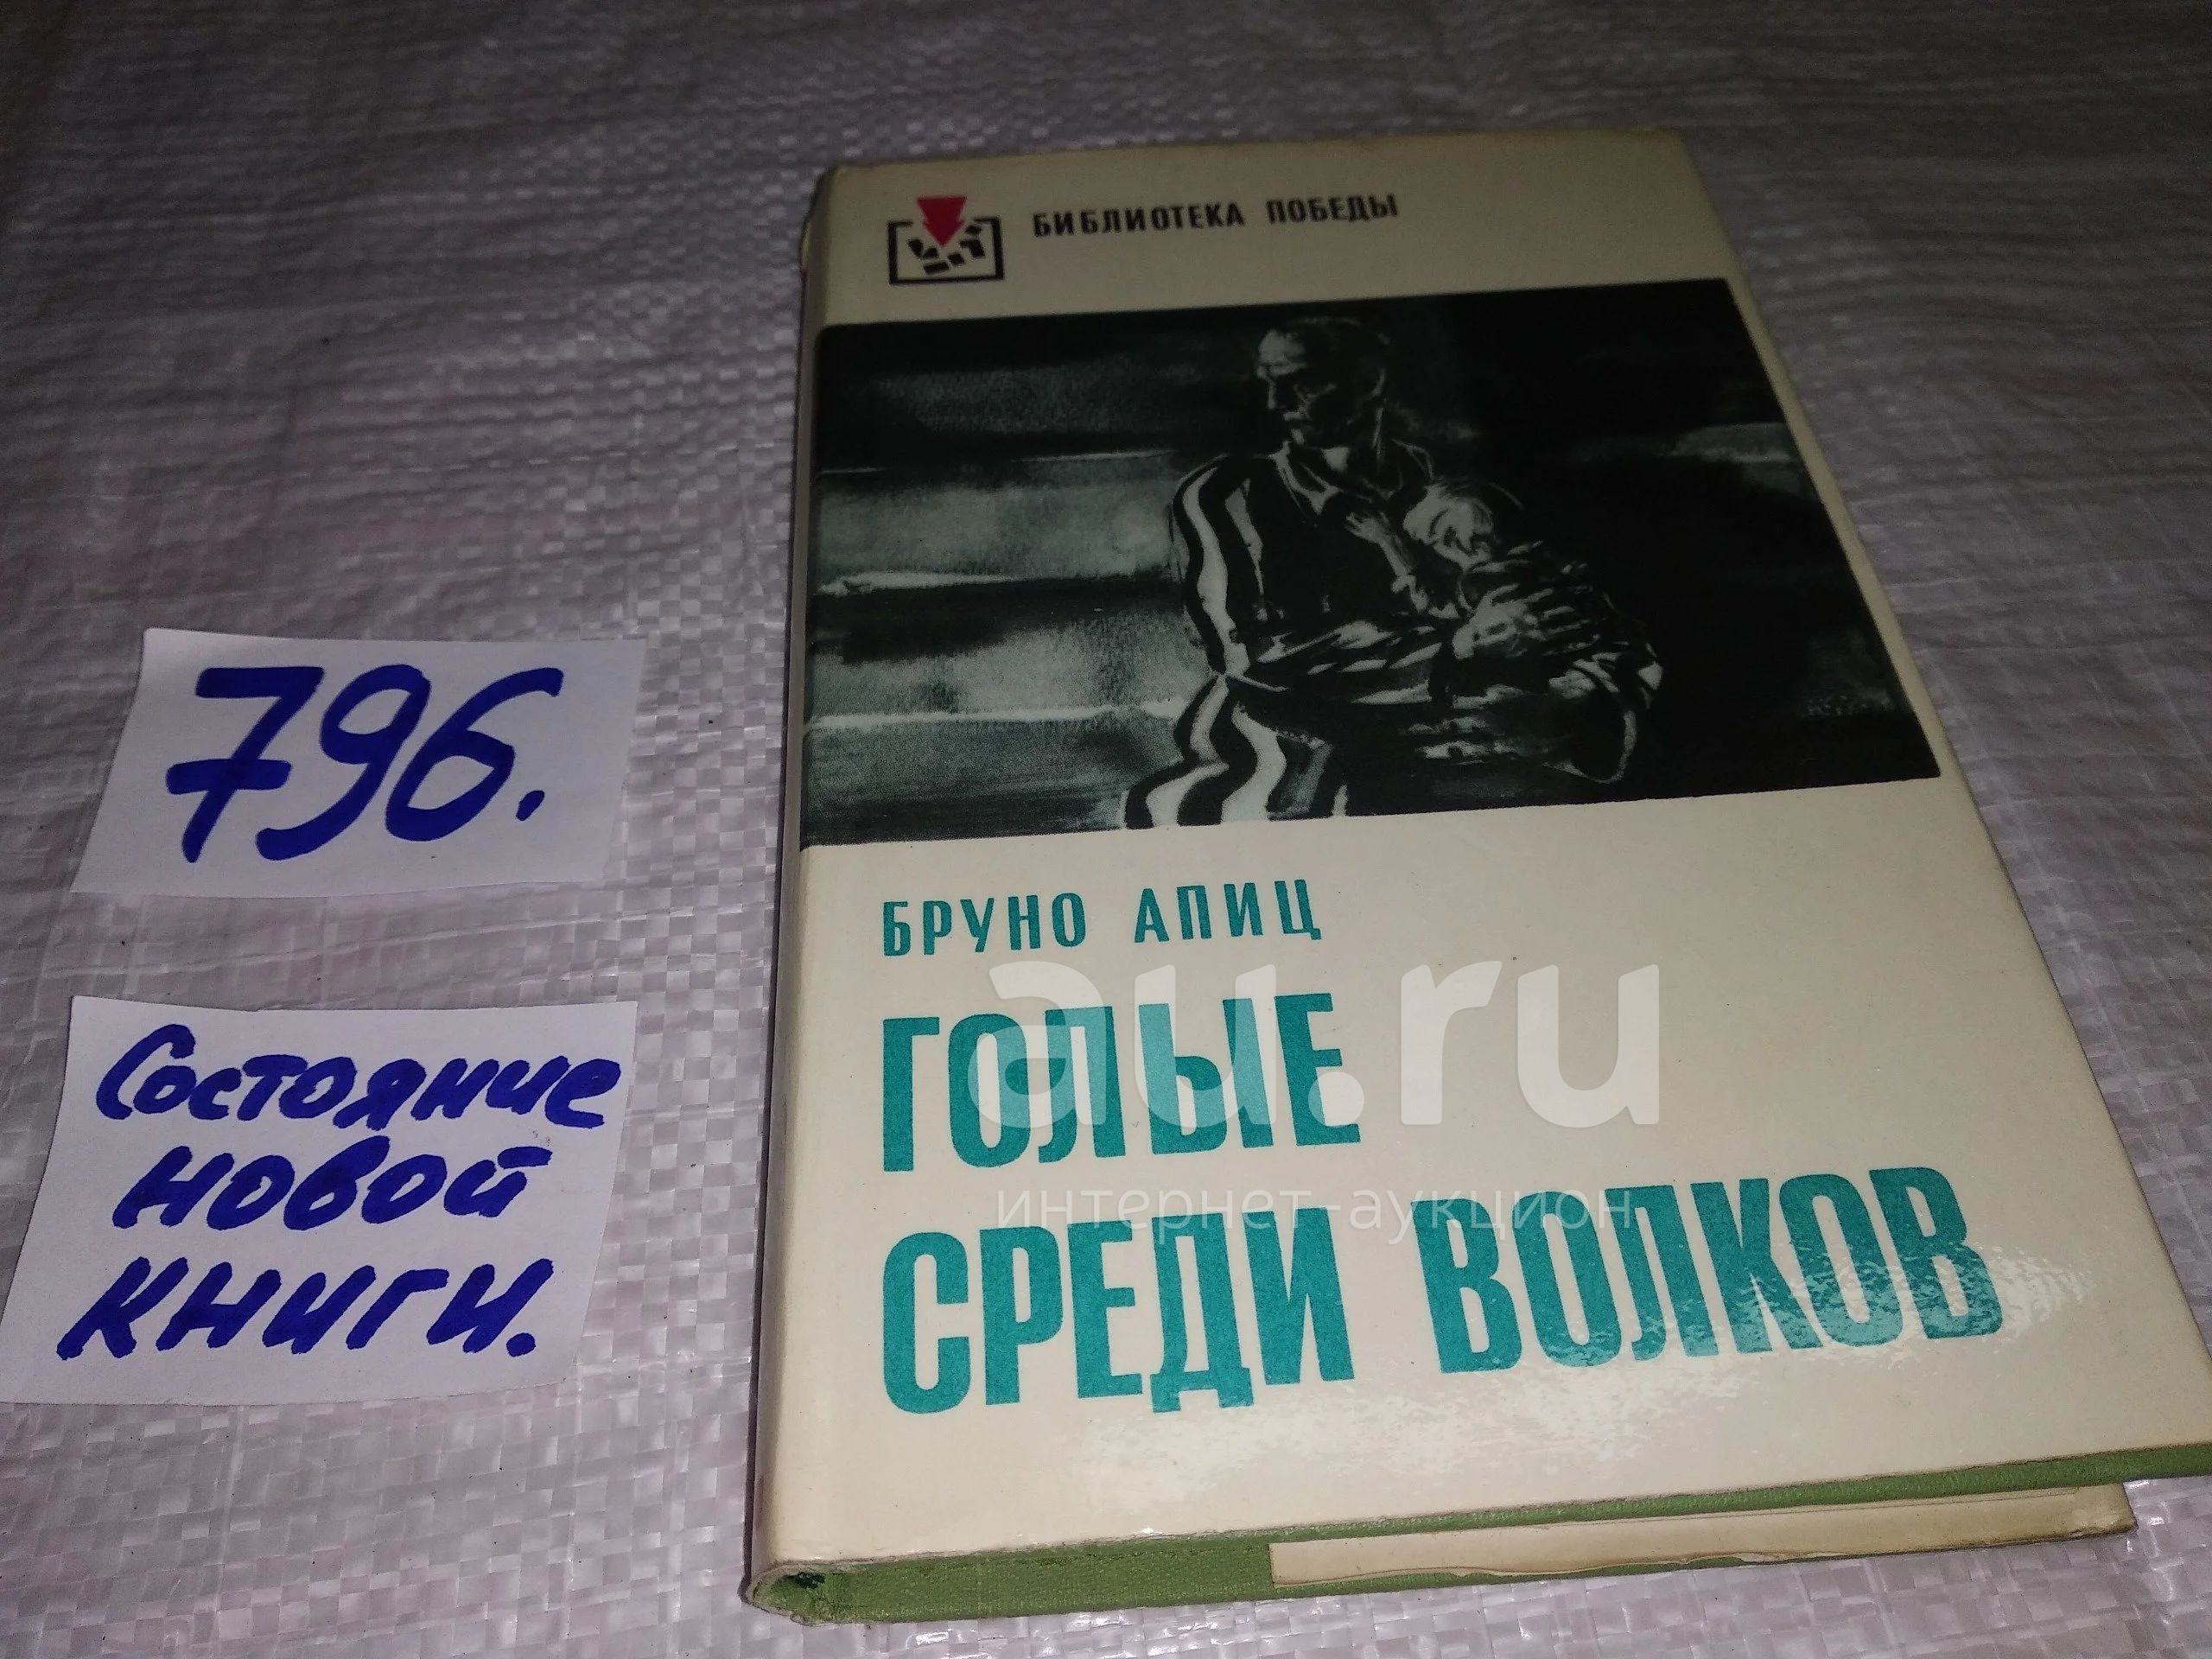 БИБЛИОТЕКА ПОБЕДЫ
БРУНО АПИЦ
ГОЛЫЕ
СРЕДИ ВОЛКОВ
796.
Состояние
новой
книги.
au.ru
интернет-аукцион